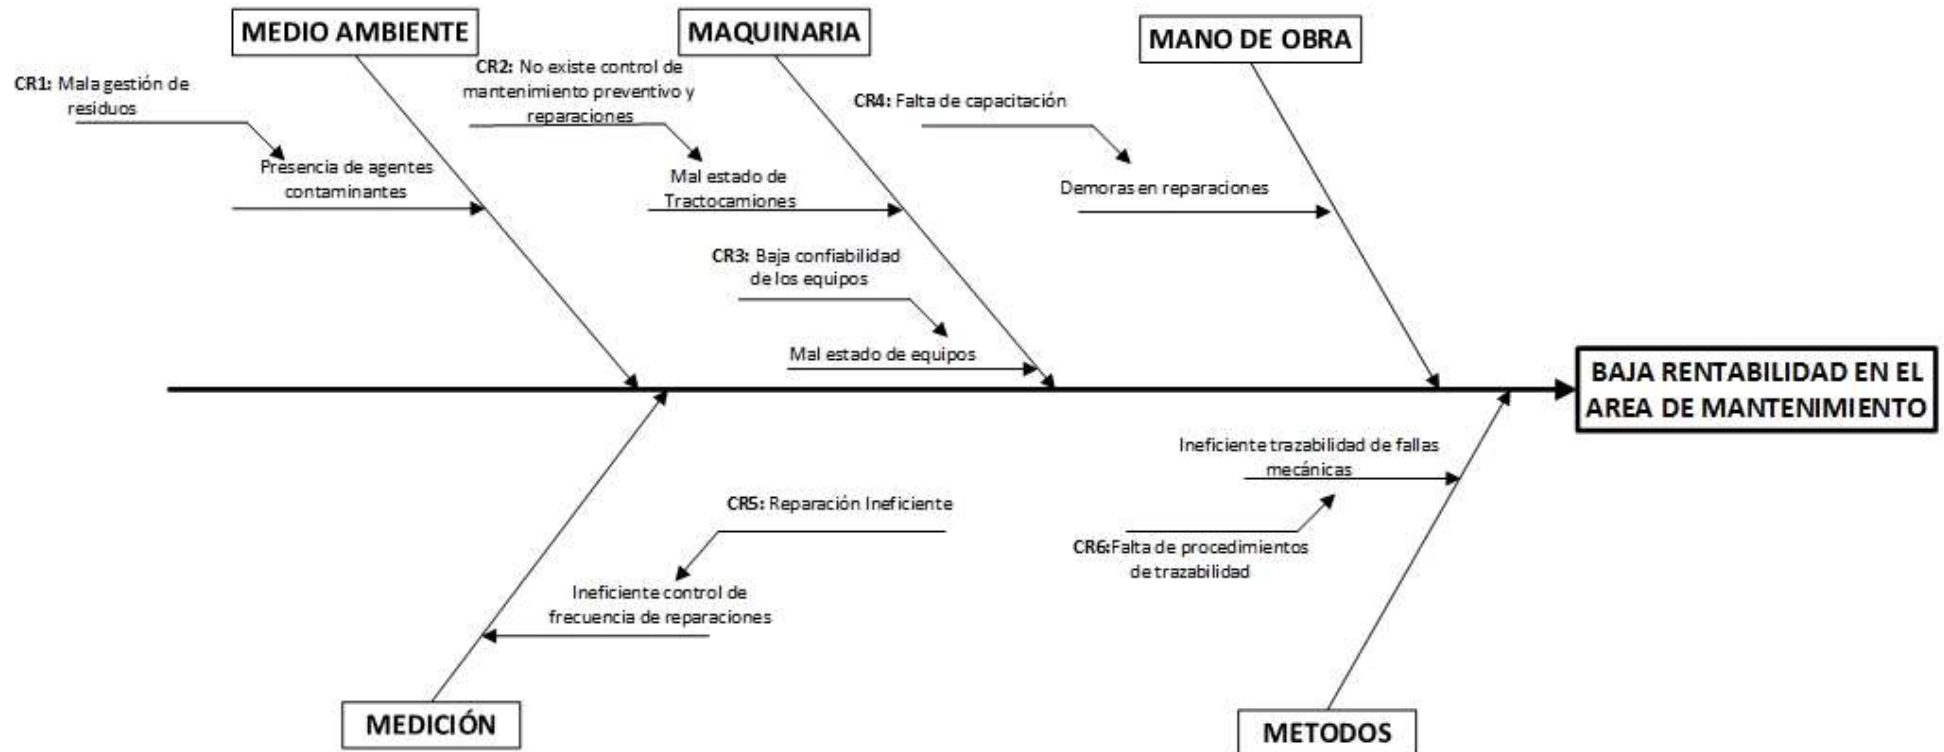 MEDIO AMBIENTE
MAQUINARIA
MANO DE OBRA
CR1: Mala gestión de
residuos
Presencia de agentes
contaminantes
CR2: No existe control de
mantenimiento preventivo y
reparaciones
Mal estado de
Tractocamiones
CR3: Baja confiabilidad
de los equipos
Mal estado de equipos
CR4: Falta de capacitación
Demoras en reparaciones
BAJA RENTABILIDAD EN EL
AREA DE MANTENIMIENTO
CR5: Reparación Ineficiente
Ineficiente control de
frecuencia de reparaciones
Ineficiente trazabilidad de fallas
mecánicas
CR6:Falta de procedimientos
de trazabilidad
MEDICIÓN
METODOS